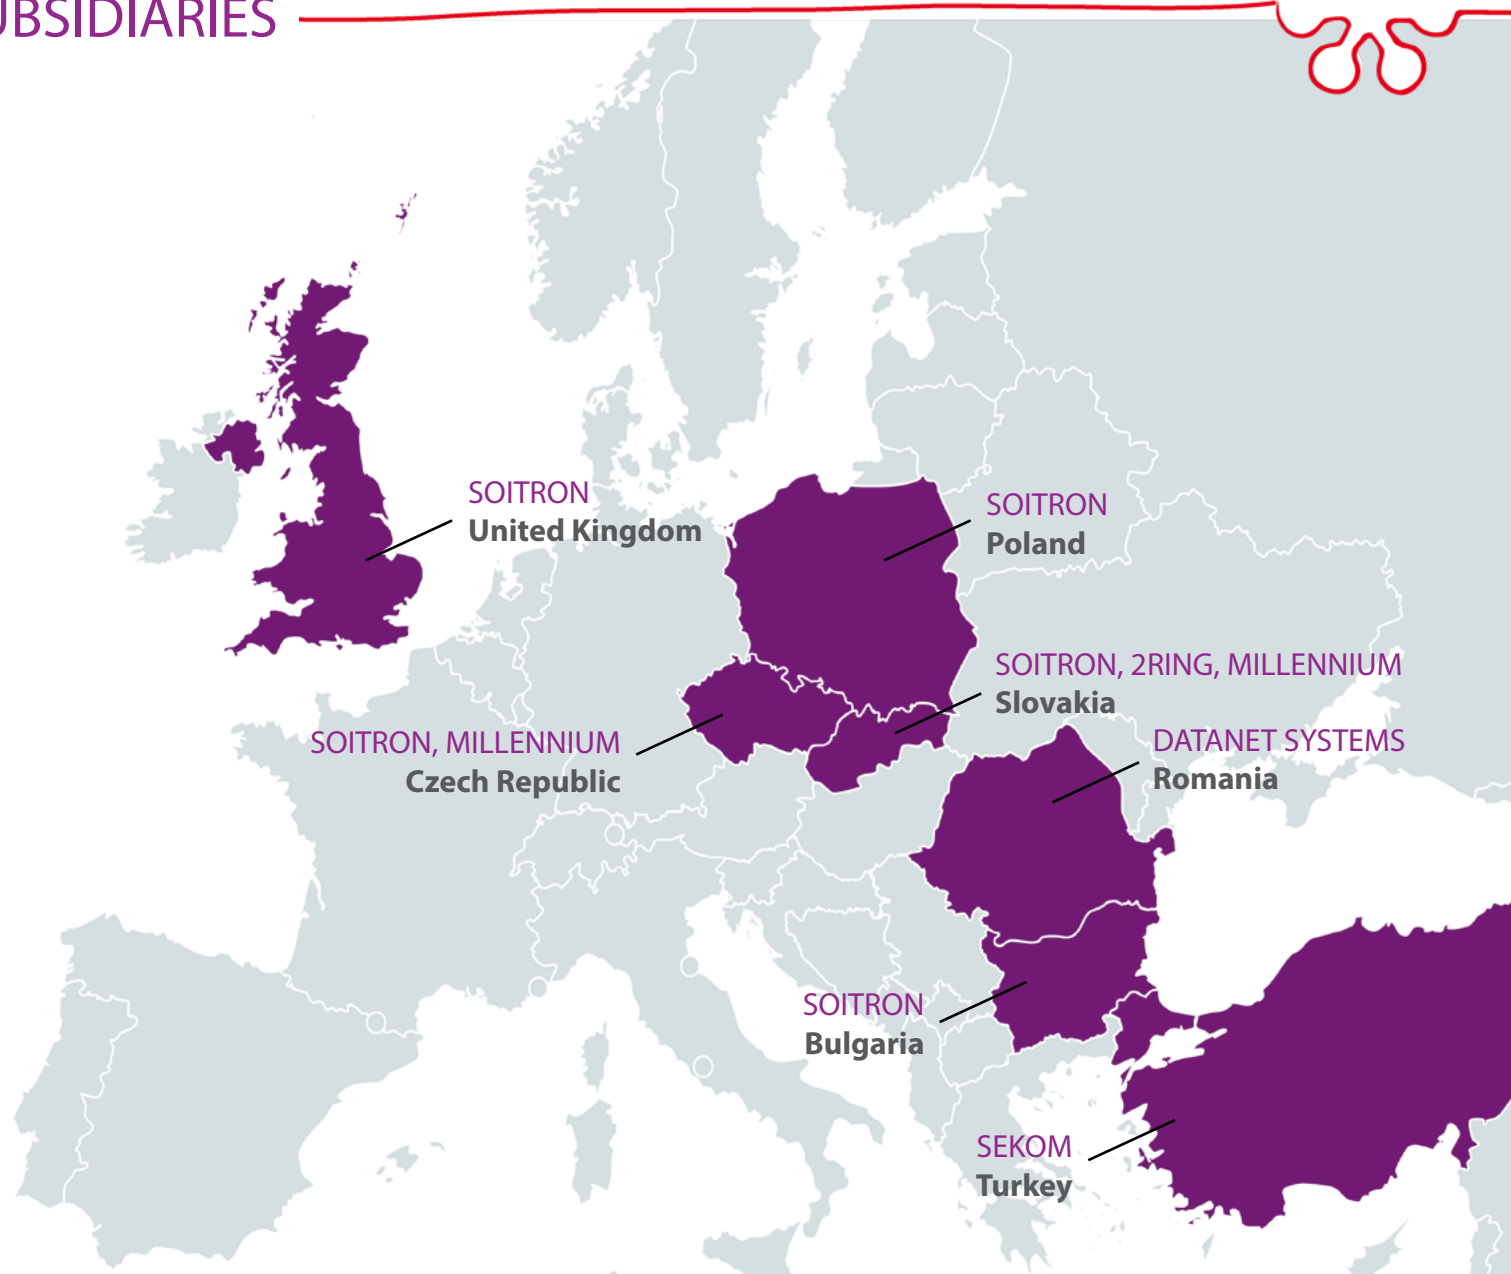 UBSIDIARIES
SOITRON
United Kingdom
SOITRON
Poland
SOITRON, 2RING, MILLENNIUM
Slovakia
SOITRON, MILLENNIUM
Czech Republic
DATANET SYSTEMS
Romania
SOITRON
Bulgaria
SEKOM
Turkey